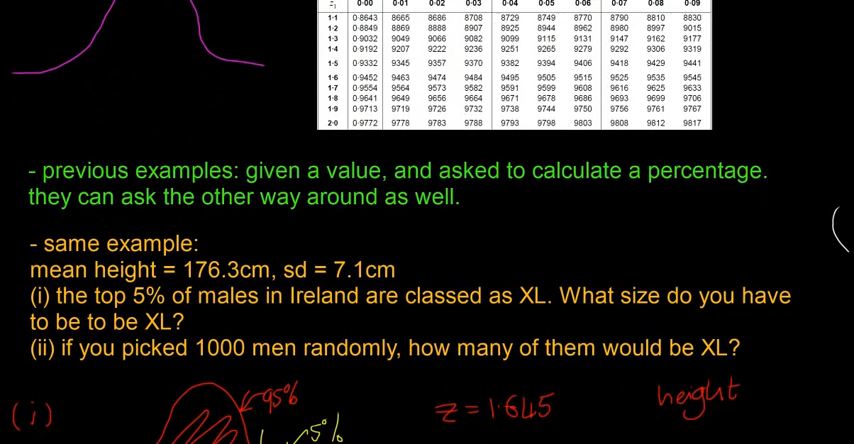 z₁ 0·00 0·01 0·02 0·03 0·04 0·05 0·06 0·07 0·08 0·09
1·1 0·8643 8665 8686 8708 8729 8749 8770 8790 8810 8830
1·2 0·8849 8869 8888 8907 8925 8944 8962 8980 8997 9015
1·3 0·9032 9049 9066 9082 9099 9115 9131 9147 9162 9177
1·4 0·9192 9207 9222 9236 9251 9265 9279 9292 9306 9319
1·5 0·9332 9345 9357 9370 9382 9394 9406 9418 9429 9441
1·6 0·9452 9463 9474 9484 9495 9505 9515 9525 9535 9545
1·7 0·9554 9564 9573 9582 9591 9599 9608 9616 9625 9633
1·8 0·9641 9649 9656 9664 9671 9678 9686 9693 9699 9706
1·9 0·9713 9719 9726 9732 9738 9744 9750 9756 9761 9767
2·0 0·9772 9778 9783 9788 9793 9798 9803 9808 9812 9817
- previous examples: given a value, and asked to calculate a percentage.
they can ask the other way around as well.
- same example:
mean height = 176.3cm, sd = 7.1cm
(i) the top 5% of males in Ireland are classed as XL. What size do you have
to be to be XL?
(ii) if you picked 1000 men randomly, how many of them would be XL?
(i) 95% z = 1.645 height
5%